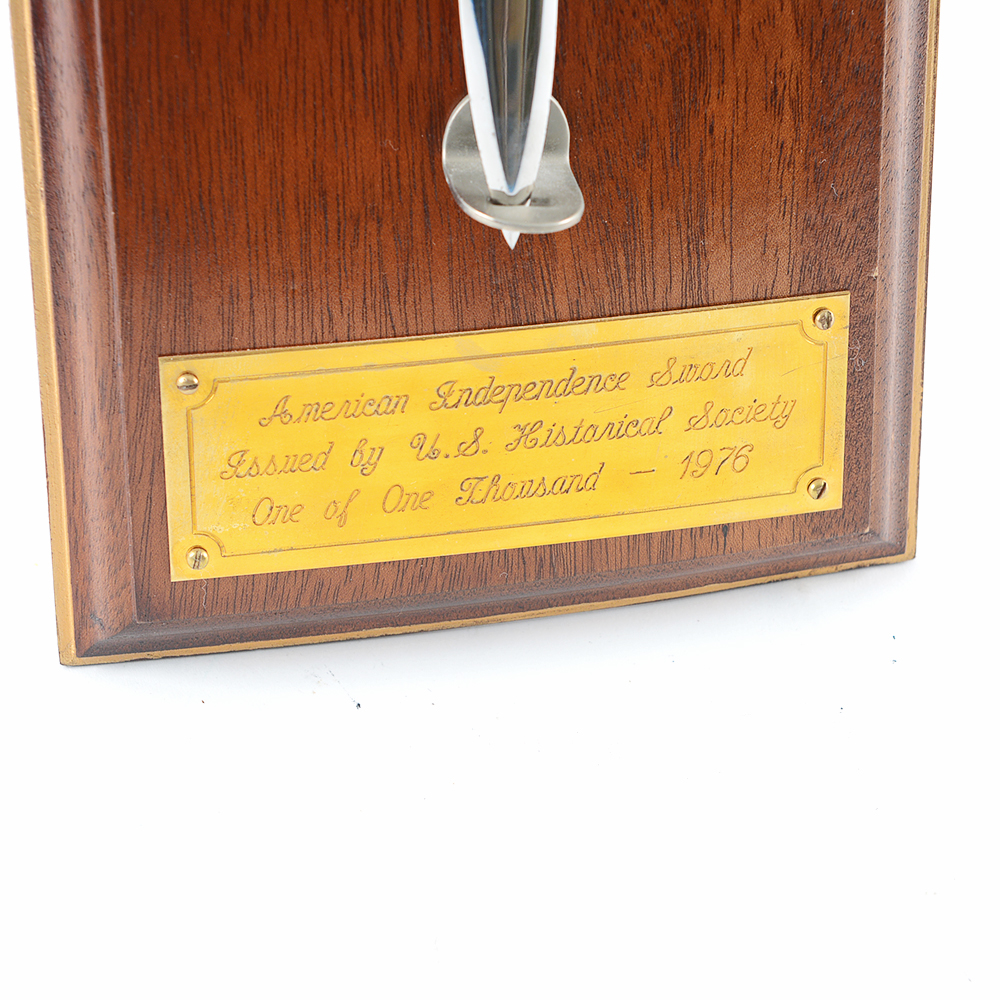 American Independence Sword
Issued by U.S. Historical Society
One of One Thousand — 1976